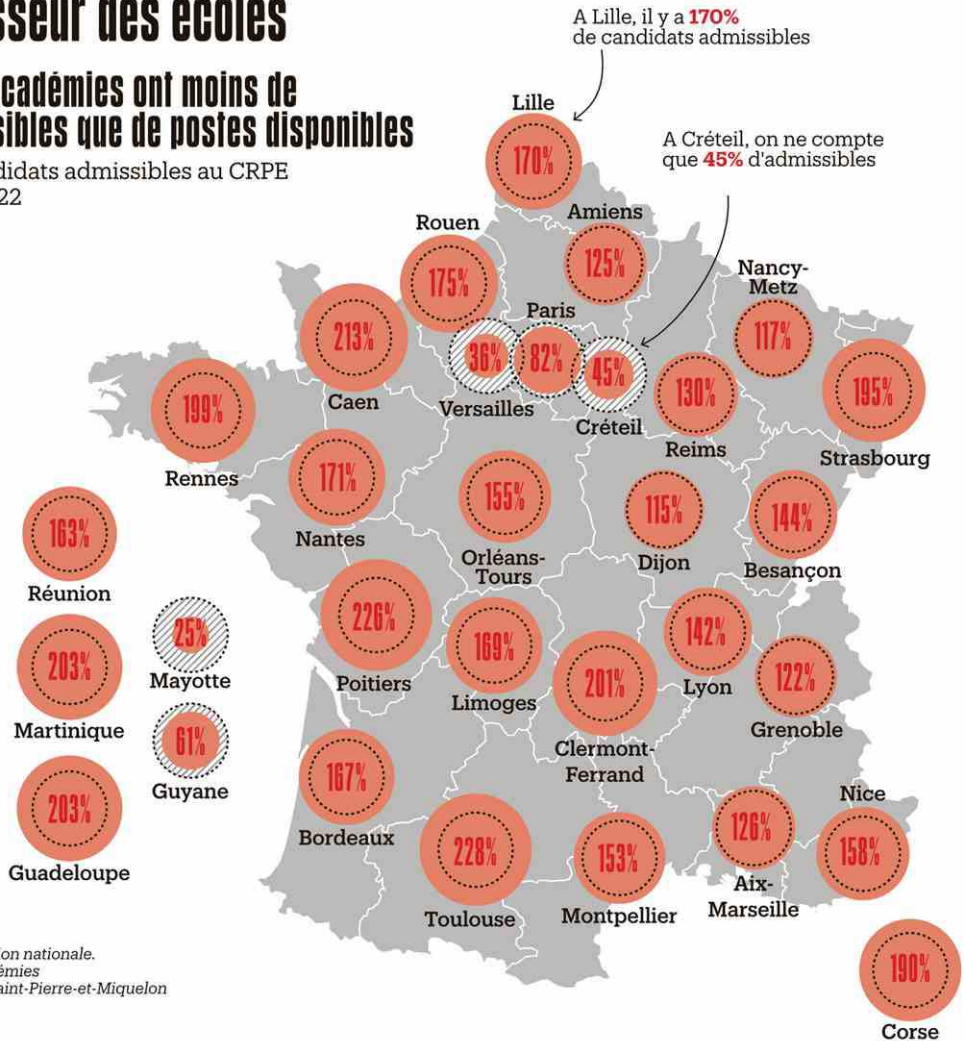 sseur des écoles
cadémies ont moins de
sibles que de postes disponibles
didats admissibles au CRPE
22
A Lille, il y a 170%
de candidats admissibles
A Créteil, on ne compte
que 45% d'admissibles
Lille
170%
Amiens
125%
Rouen
175%
Nancy-
Metz
117%
Paris
82%
213%
Caen
36%
Versailles
45%
Créteil
130%
Reims
195%
Strasbourg
199%
Rennes
171%
Nantes
155%
Orléans-
Tours
115%
Dijon
144%
Besançon
163%
Réunion
203%
Martinique
203%
Guadeloupe
25%
Mayotte
61%
Guyane
226%
Poitiers
169%
Limoges
201%
Clermont-
Ferrand
142%
Lyon
122%
Grenoble
167%
Bordeaux
228%
Toulouse
153%
Montpellier
126%
Aix-
Marseille
Nice
158%
190%
Corse
ion nationale.
émies
aint-Pierre-et-Miquelon